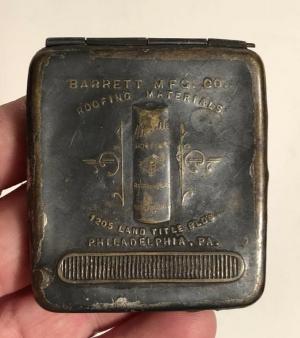 BARRETT MFG. CO.
ROOFING MATERIALS
1205 LAND TITLE BLDG.
PHILADELPHIA, PA.